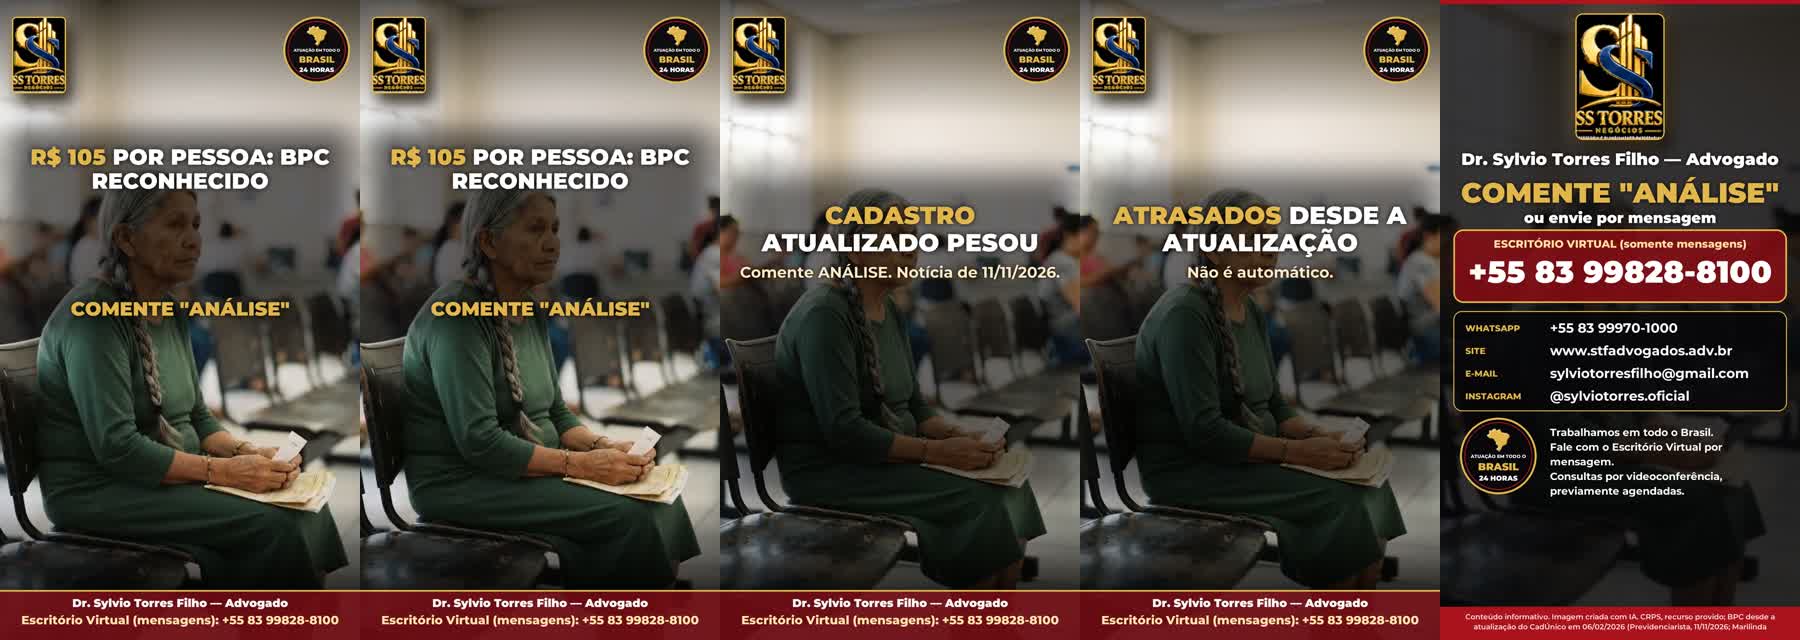 SS TORRES
NEGÓCIOS
ATUAÇÃO EM TODO O
BRASIL
24 HORAS
R$ 105 POR PESSOA: BPC
RECONHECIDO
COMENTE "ANÁLISE"
Dr. Sylvio Torres Filho — Advogado
Escritório Virtual (mensagens): +55 83 99828-8100
SS TORRES
NEGÓCIOS
ATUAÇÃO EM TODO O
BRASIL
24 HORAS
R$ 105 POR PESSOA: BPC
RECONHECIDO
COMENTE "ANÁLISE"
Dr. Sylvio Torres Filho — Advogado
Escritório Virtual (mensagens): +55 83 99828-8100
SS TORRES
NEGÓCIOS
ATUAÇÃO EM TODO O
BRASIL
24 HORAS
CADASTRO
ATUALIZADO PESOU
Comente ANÁLISE. Notícia de 11/11/2026.
Dr. Sylvio Torres Filho — Advogado
Escritório Virtual (mensagens): +55 83 99828-8100
SS TORRES
NEGÓCIOS
ATUAÇÃO EM TODO O
BRASIL
24 HORAS
ATRASADOS DESDE A
ATUALIZAÇÃO
Não é automático.
Dr. Sylvio Torres Filho — Advogado
Escritório Virtual (mensagens): +55 83 99828-8100
SS TORRES
NEGÓCIOS
Dr. Sylvio Torres Filho — Advogado
COMENTE "ANÁLISE"
ou envie por mensagem
ESCRITÓRIO VIRTUAL (somente mensagens)
+55 83 99828-8100
WHATSAPP +55 83 99970-1000
SITE www.stfadvogados.adv.br
E-MAIL sylviotorresfilho@gmail.com
INSTAGRAM @sylviotorres.oficial
ATUAÇÃO EM TODO O
BRASIL
24 HORAS
Trabalhamos em todo o Brasil.
Fale com o Escritório Virtual por
mensagem.
Consultas por videoconferência,
previamente agendadas.
Conteúdo informativo. Imagem criada com IA. CRPS, recurso provido; BPC desde a
atualização do CadÚnico em 06/02/2026 (Previdenciarista, 11/11/2026; Marilinda